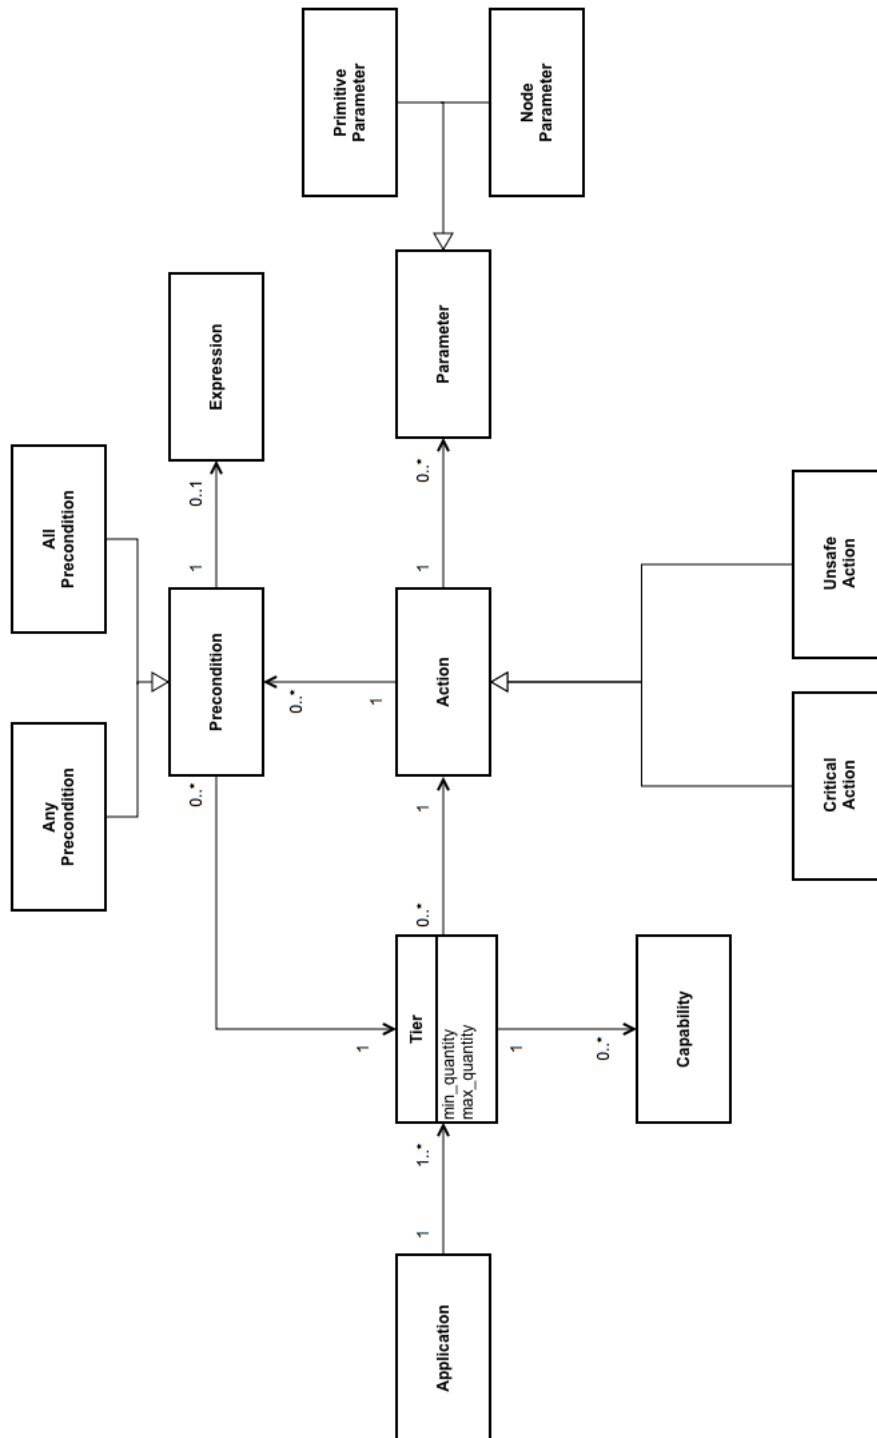 Any
Precondition
All
Precondition
0..*
Precondition
1
0..1
Expression
Primitive
Parameter
0..*
1
Application
1
1..*
Tier
min_quantity
max_quantity
0..*
1
Action
1
0..*
Parameter
Node
Parameter
1
0..*
Capability
Critical
Action
Unsafe
Action
1